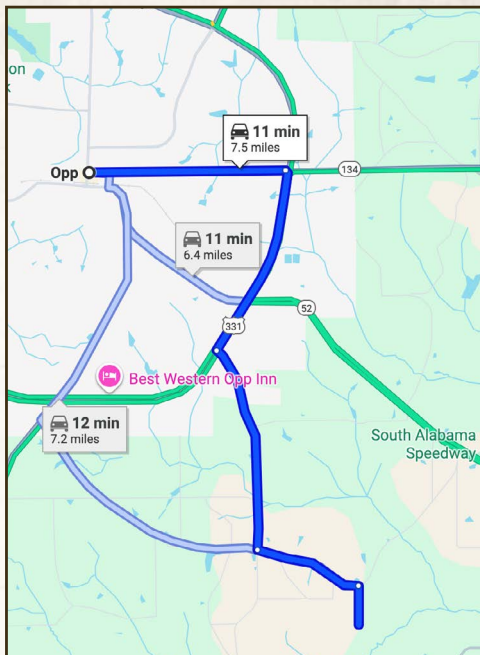 on
k
11 min
7.5 miles
134
Opp
11 min
6.4 miles
52
331
Best Western Opp Inn
12 min
7.2 miles
South Alabama
Speedway